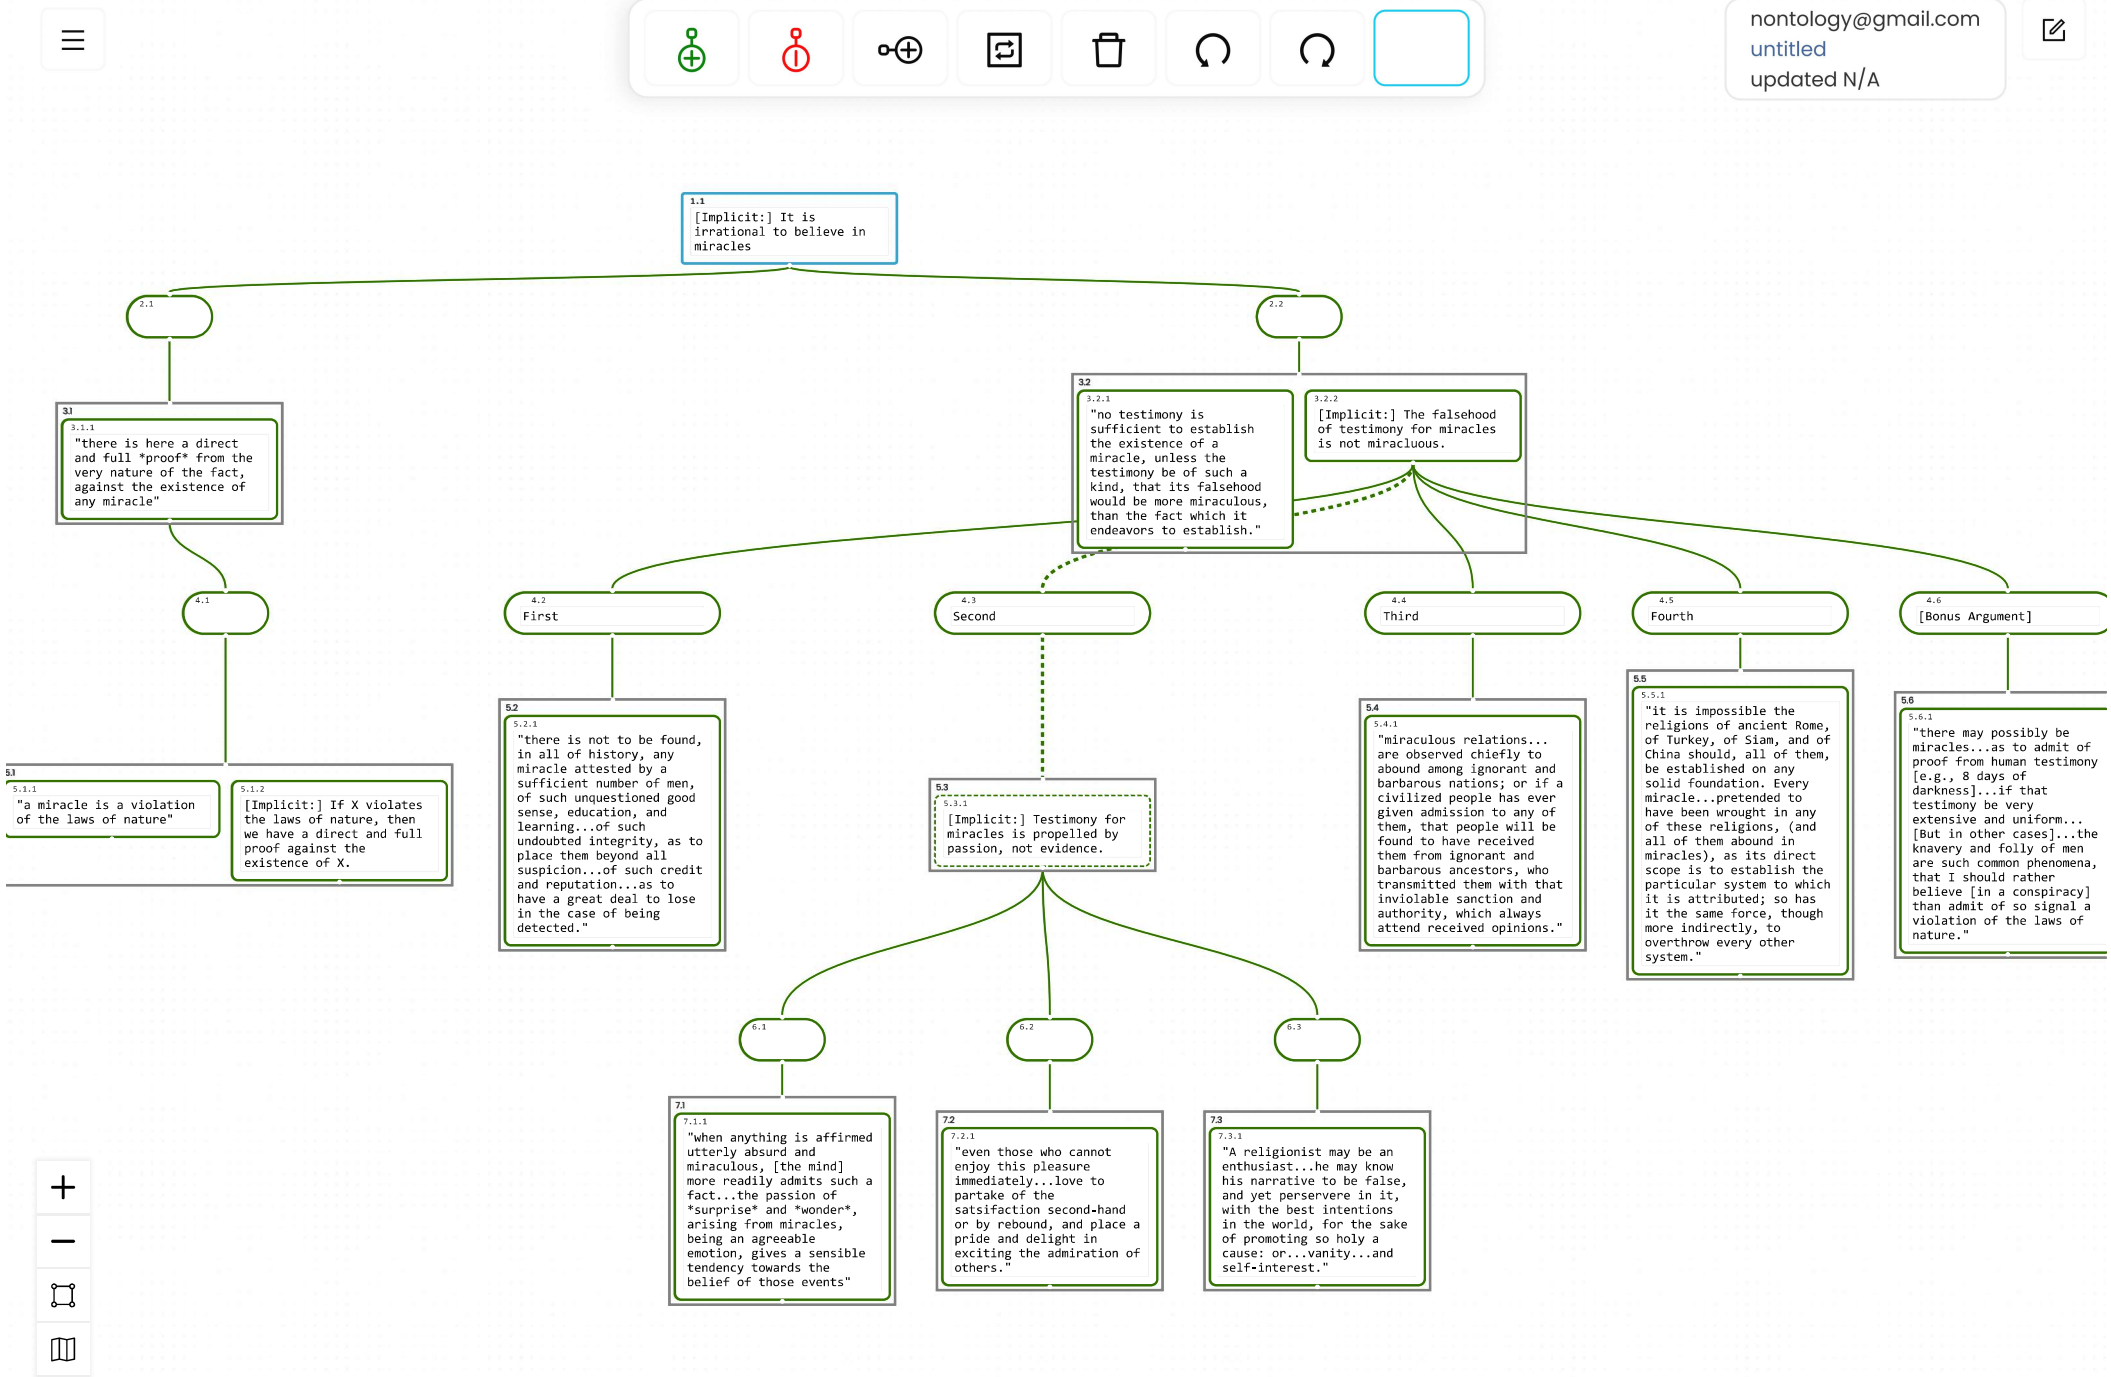 nontology@gmail.com
untitled
updated N/A
1.1
[Implicit:] It is
irrational to believe in
miracles
2.1
2.2
3.1
3.1.1
"there is here a direct
and full *proof* from the
very nature of the fact,
against the existence of
any miracle"
3.2
3.2.1
"no testimony is
sufficient to establish
the existence of a
miracle, unless the
testimony be of such a
kind, that its falsehood
would be more miraculous,
than the fact which it
endeavors to establish."
3.2.2
[Implicit:] The falsehood
of testimony for miracles
is not miracluous.
4.1
4.2
First
4.3
Second
4.4
Third
4.5
Fourth
4.6
[Bonus Argument]
5.1
5.1.1
"a miracle is a violation
of the laws of nature"
5.1.2
[Implicit:] If X violates
the laws of nature, then
we have a direct and full
proof against the
existence of X.
5.2
5.2.1
"there is not to be found,
in all of history, any
miracle attested by a
sufficient number of men,
of such unquestioned good
sense, education, and
learning...of such
undoubted integrity, as to
place them beyond all
suspicion...of such credit
and reputation...as to
have a great deal to lose
in the case of being
detected."
5.3
5.3.1
[Implicit:] Testimony for
miracles is propelled by
passion, not evidence.
5.4
5.4.1
"miraculous relations...
are observed chiefly to
abound among ignorant and
barbarous nations; or if a
civilized people has ever
given admission to any of
them, that people will be
found to have received
them from ignorant and
barbarous ancestors, who
transmitted them with that
inviolable sanction and
authority, which always
attend received opinions."
5.5
5.5.1
"it is impossible the
religions of ancient Rome,
of Turkey, of Siam, and of
China should, all of them,
be established on any
solid foundation. Every
miracle...pretended to
have been wrought in any
of these religions, (and
all of them abound in
miracles), as its direct
scope is to establish the
particular system to which
it is attributed; so has
it the same force, though
more indirectly, to
overthrow every other
system."
5.6
5.6.1
"there may possibly be
miracles...as to admit of
proof from human testimony
[e.g., 8 days of
darkness]...if that
testimony be very
extensive and uniform...
[But in other cases]...the
knavery and folly of men
are such common phenomena,
that I should rather
believe [in a conspiracy]
than admit of so signal a
violation of the laws of
nature."
6.1
6.2
6.3
7.1
7.1.1
"when anything is affirmed
utterly absurd and
miraculous, [the mind]
more readily admits such a
fact...the passion of
*surprise* and *wonder*,
arising from miracles,
being an agreeable
emotion, gives a sensible
tendency towards the
belief of those events"
7.2
7.2.1
"even those who cannot
enjoy this pleasure
immediately...love to
partake of the
satsifaction second-hand
or by rebound, and place a
pride and delight in
exciting the admiration of
others."
7.3
7.3.1
"A religionist may be an
enthusiast...he may know
his narrative to be false,
and yet perservere in it,
with the best intentions
in the world, for the sake
of promoting so holy a
cause: or...vanity...and
self-interest."